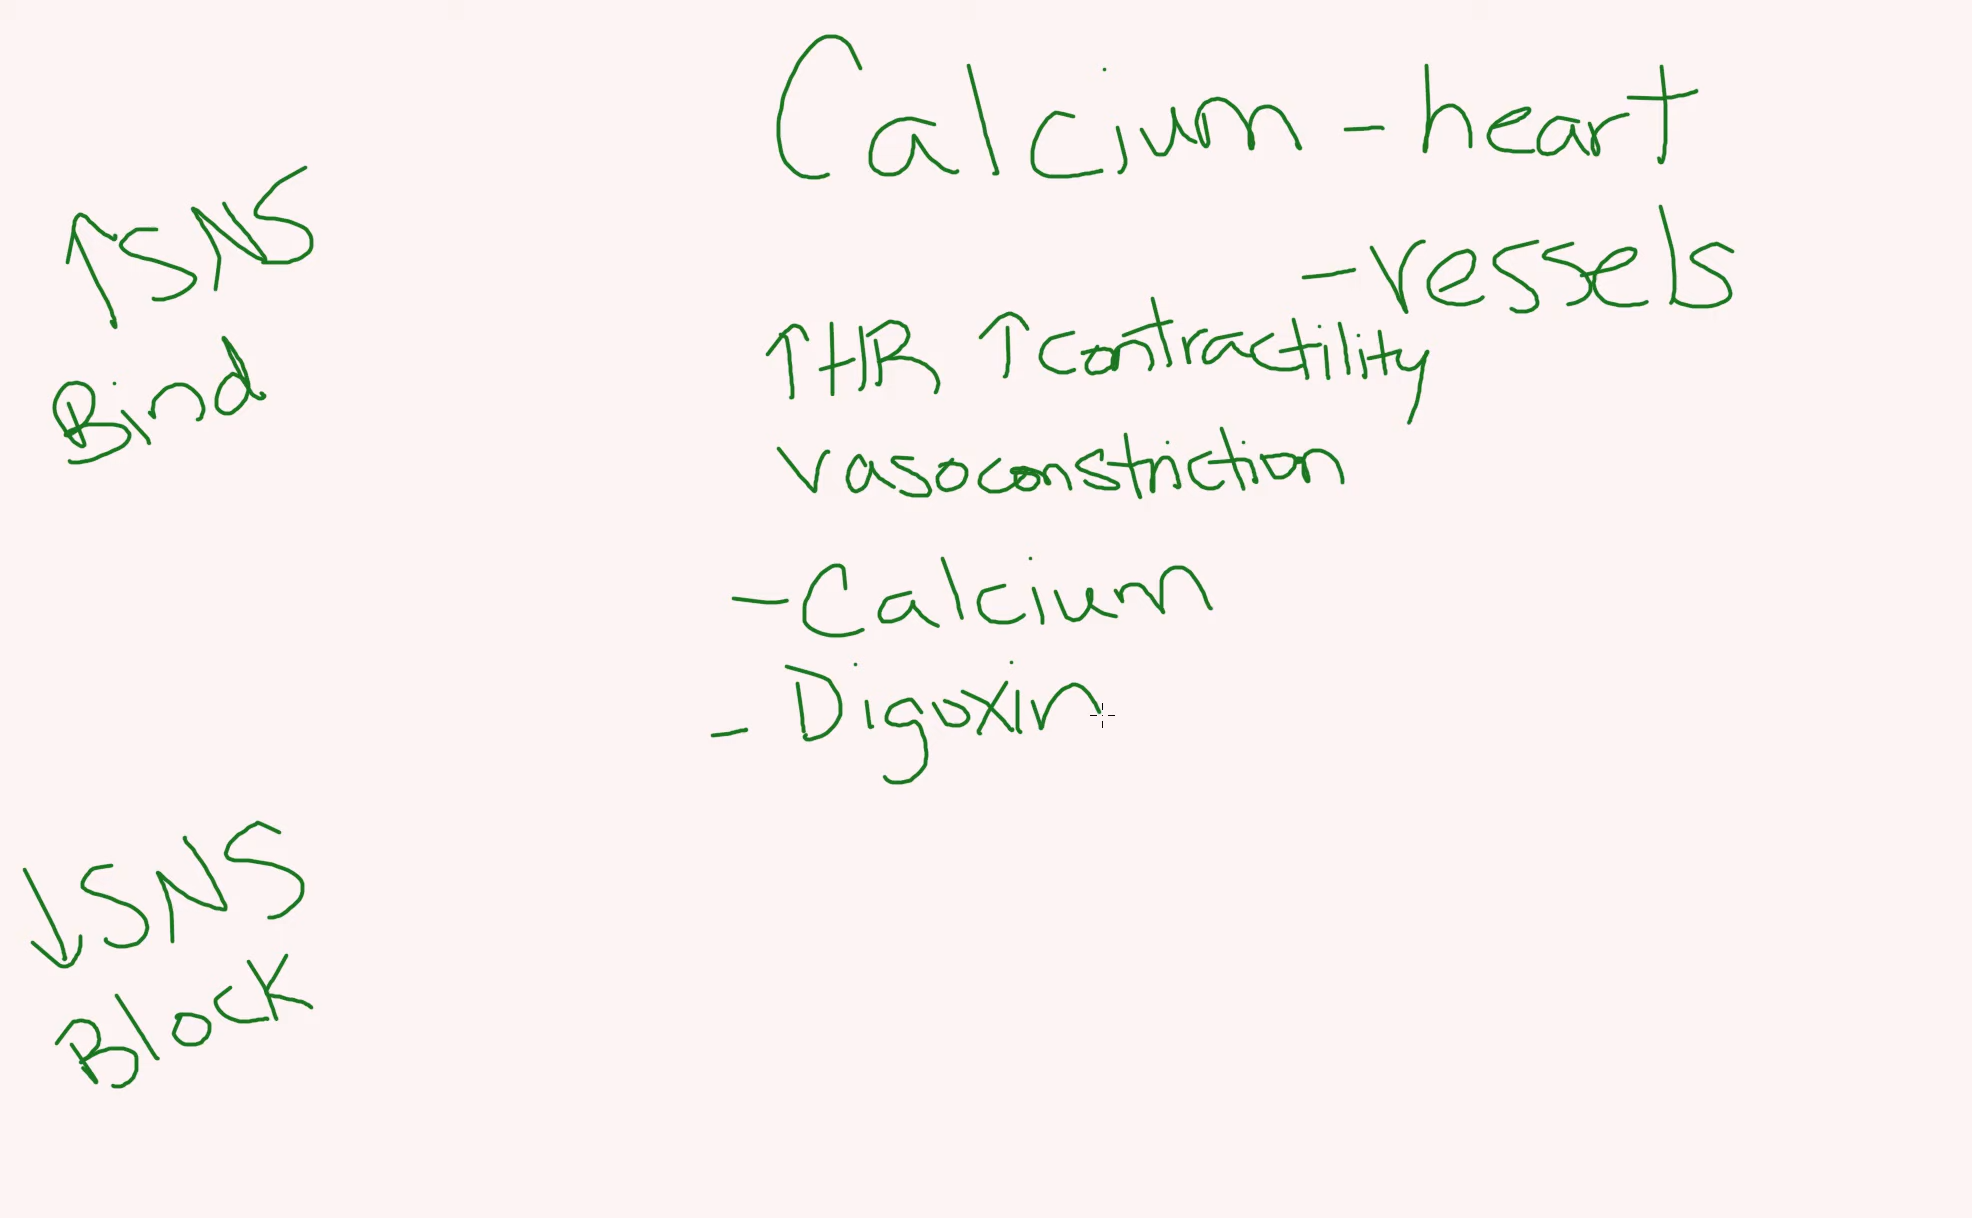 Calcium - heart
- vessels
↑SNS
Bind
↑HR ↑contractility
vasoconstriction
- Calcium
- Digoxin
↓SNS
Block